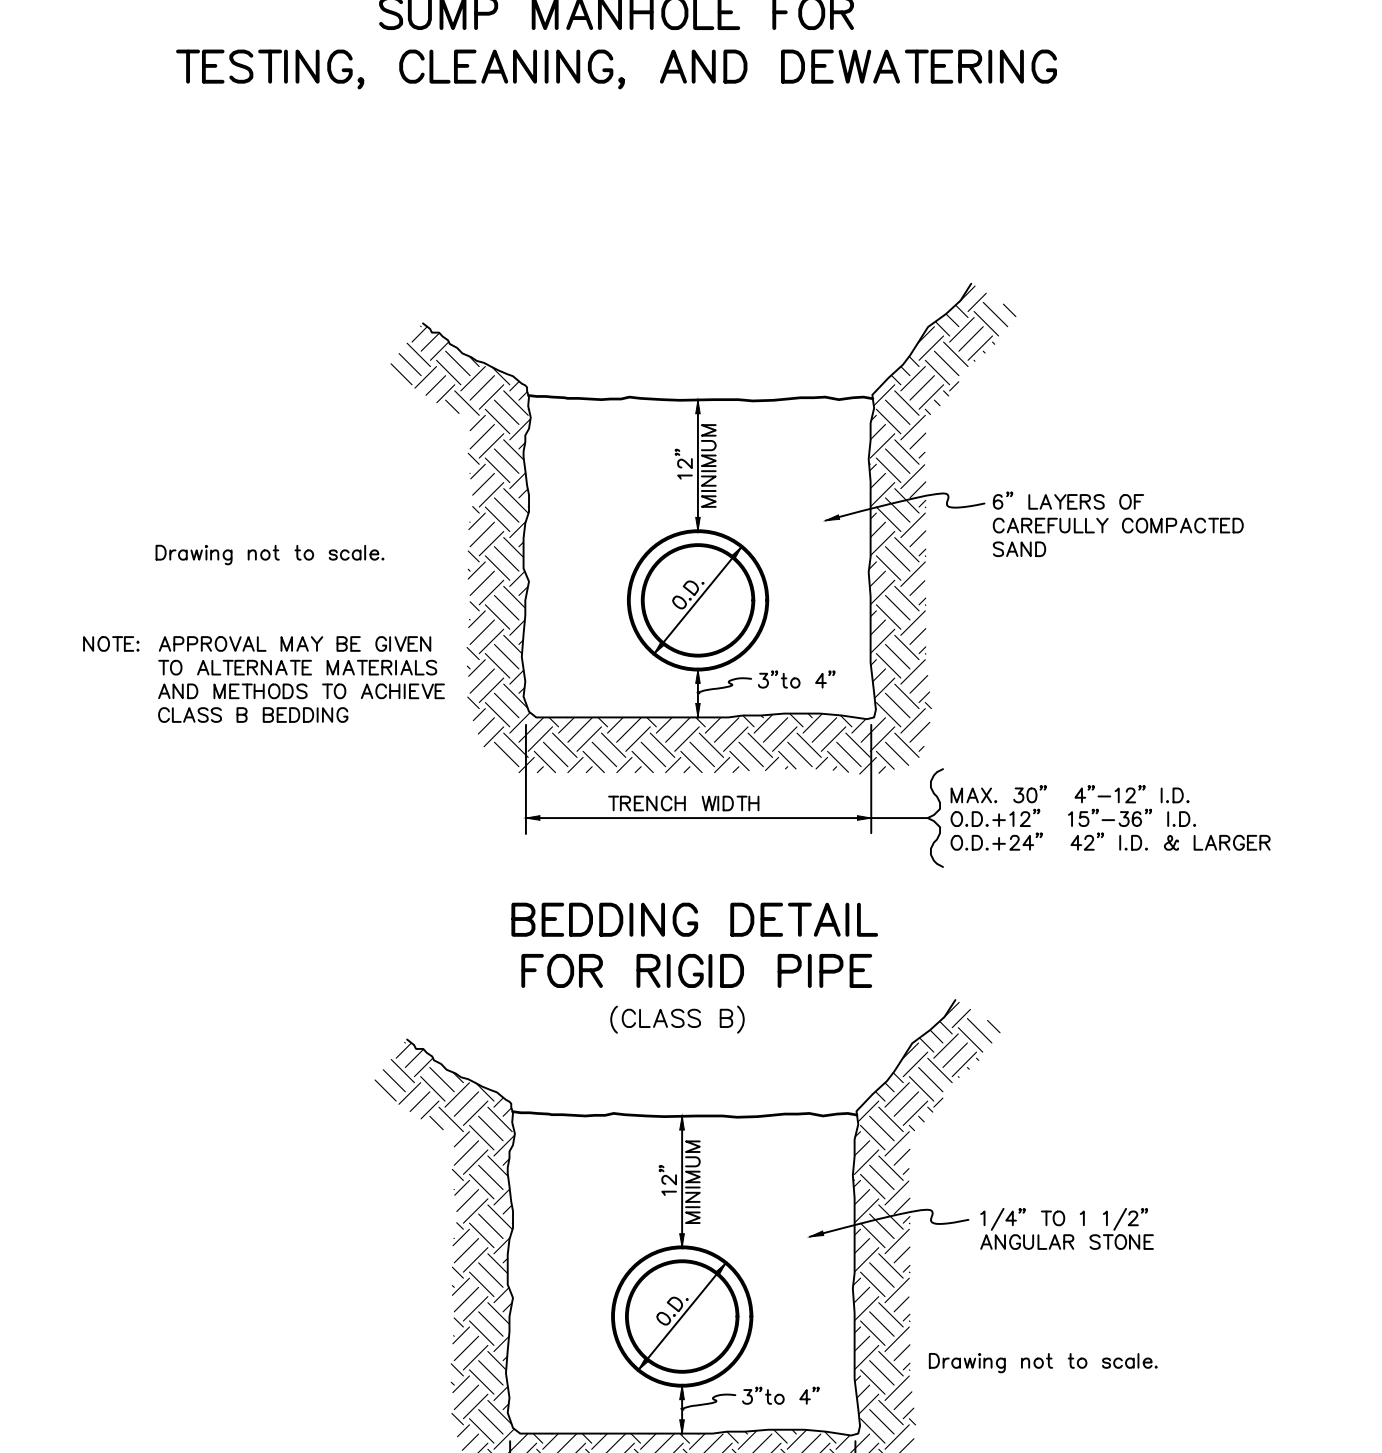 SUMP MANHOLE FOR
TESTING, CLEANING, AND DEWATERING
12"
MINIMUM
6" LAYERS OF
CAREFULLY COMPACTED
SAND
Drawing not to scale.
O.D.
NOTE: APPROVAL MAY BE GIVEN
TO ALTERNATE MATERIALS
AND METHODS TO ACHIEVE
CLASS B BEDDING
3"to 4"
TRENCH WIDTH
MAX. 30" 4"-12" I.D.
O.D.+12" 15"-36" I.D.
O.D.+24" 42" I.D. & LARGER
BEDDING DETAIL
FOR RIGID PIPE
(CLASS B)
12"
MINIMUM
1/4" TO 1 1/2"
ANGULAR STONE
O.D.
Drawing not to scale.
3"to 4"